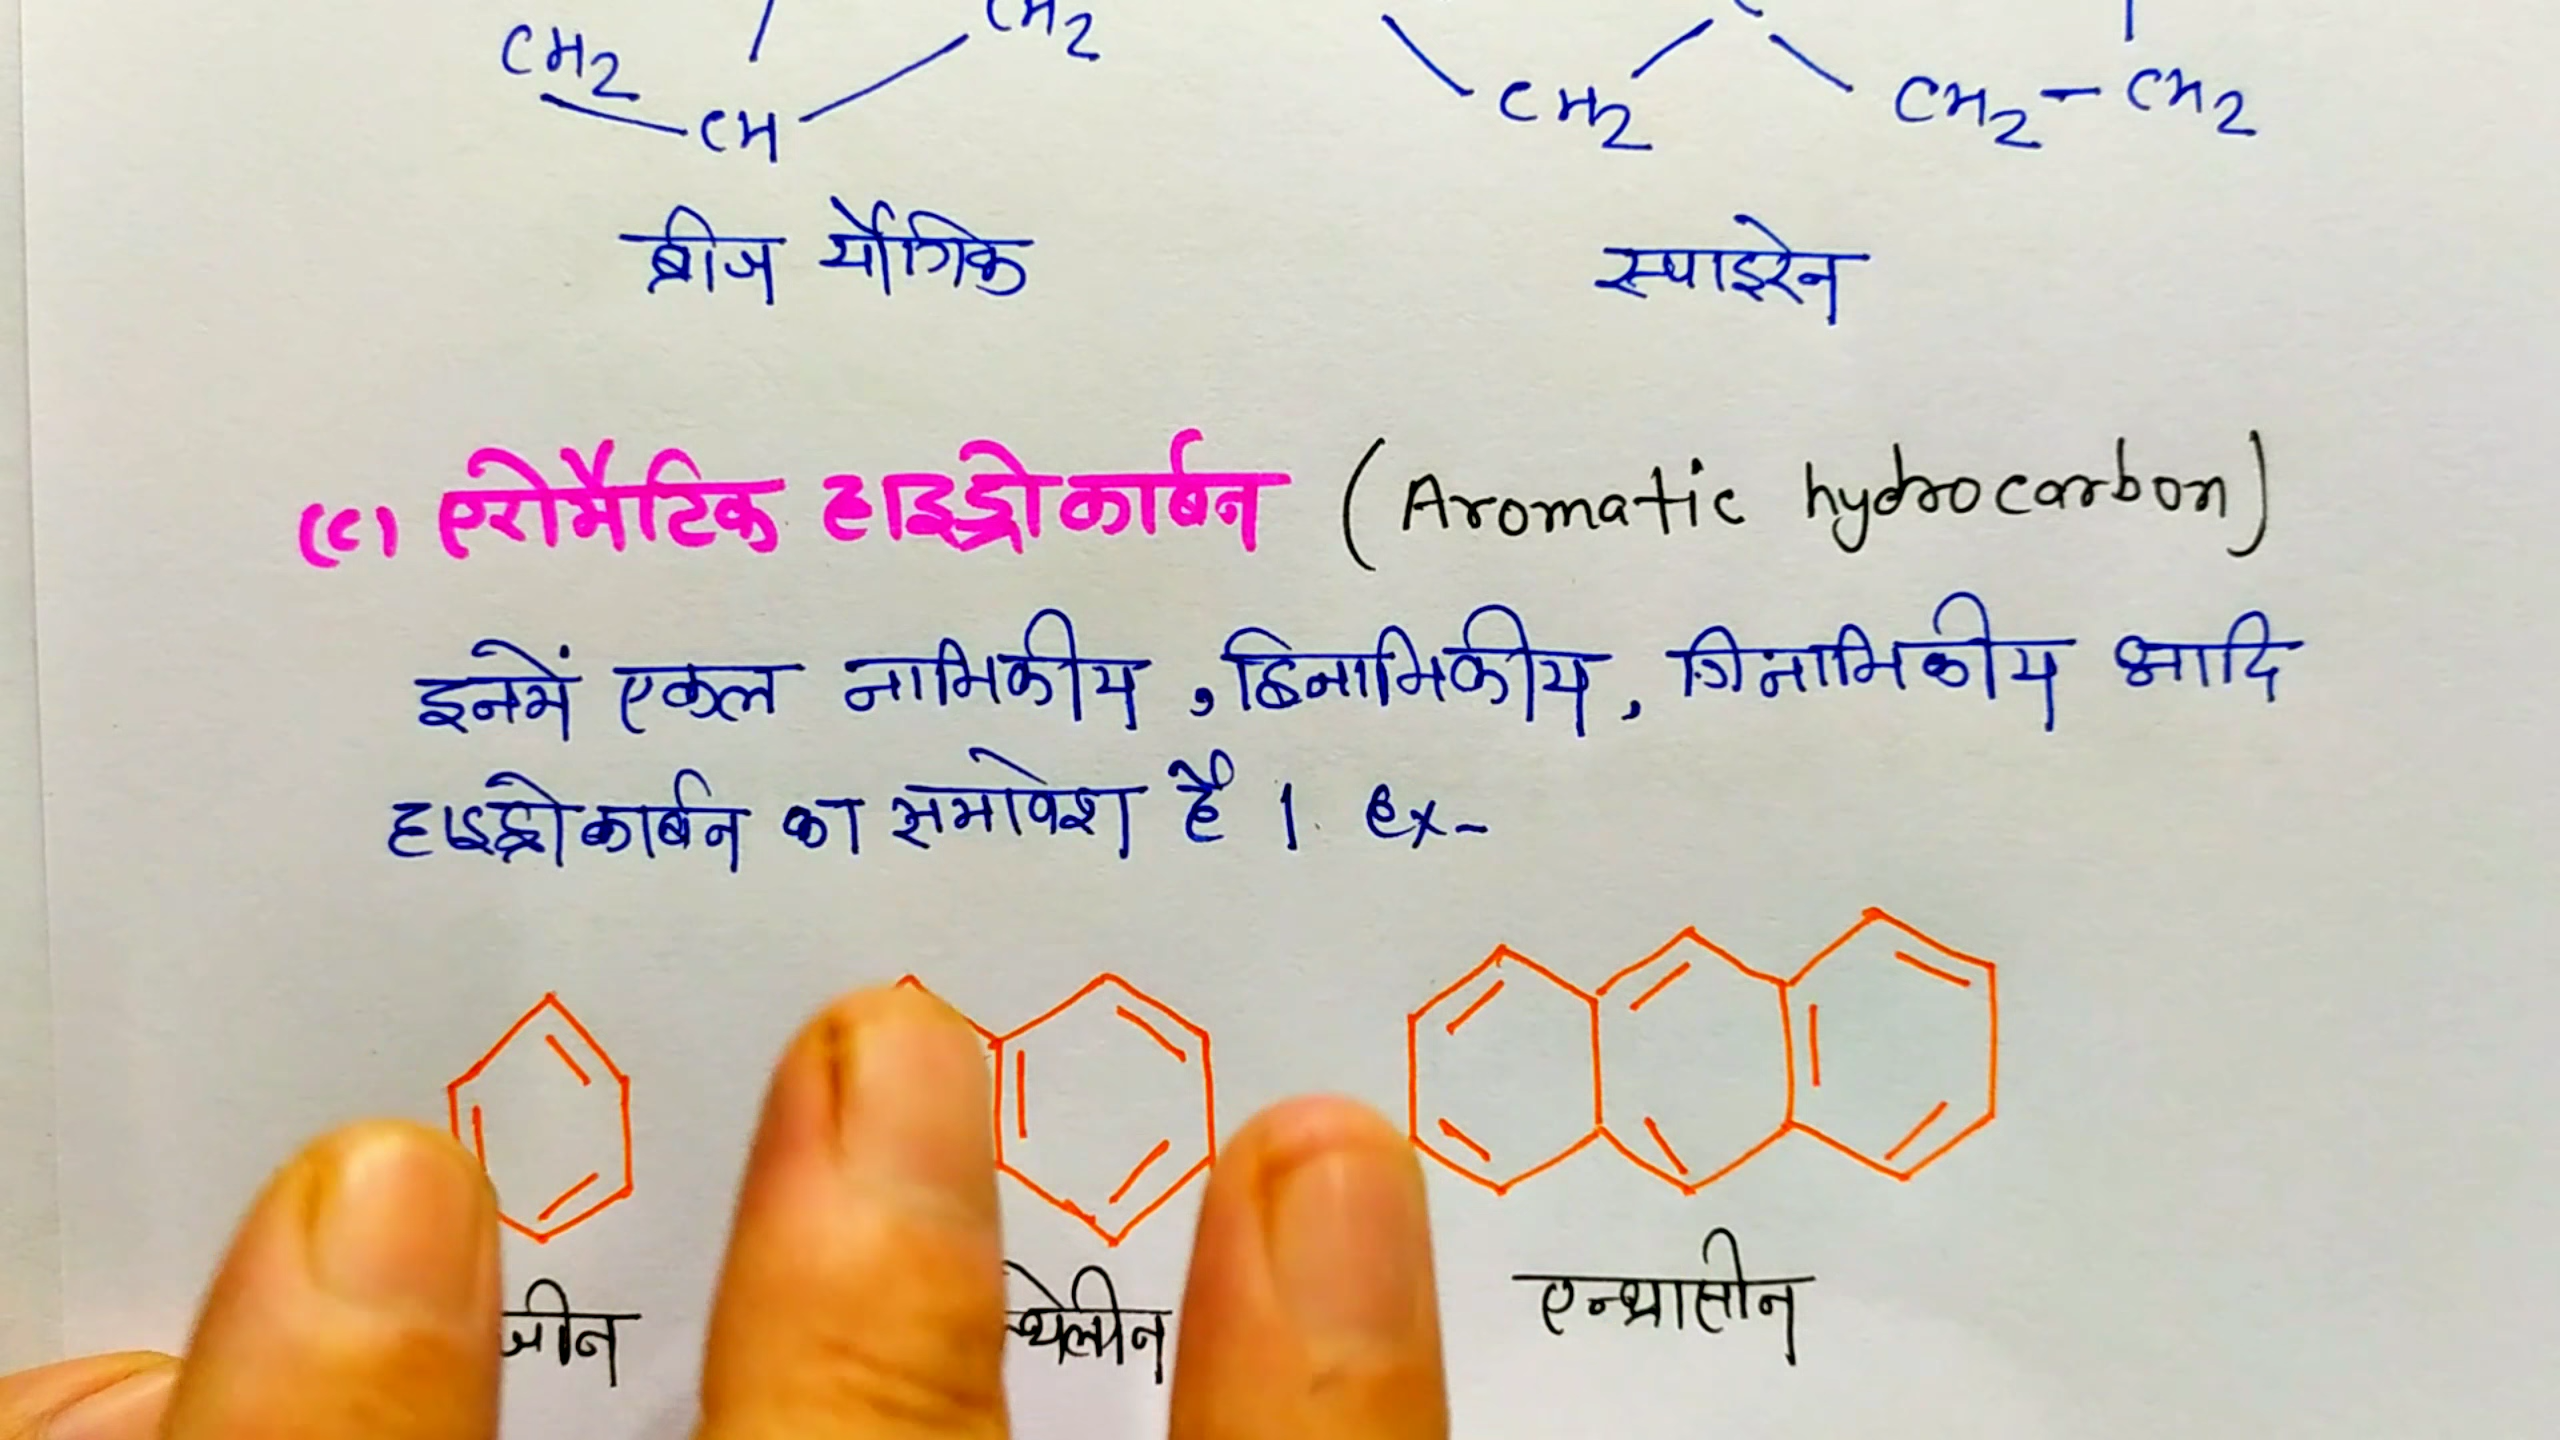 CH2 CH2
CH CH2 CH2 – CH2
ब्रीज यौगिक स्पाइरेन
(C) एरोमैटिक हाइड्रोकार्बन (Aromatic hydrocarbon)
इनमें एकल नाभिकीय , द्विनाभिकीय , त्रिनाभिकीय आदि
हाइड्रोकार्बन का समावेश है । ex-
जीन थेलीन एन्थ्रासीन